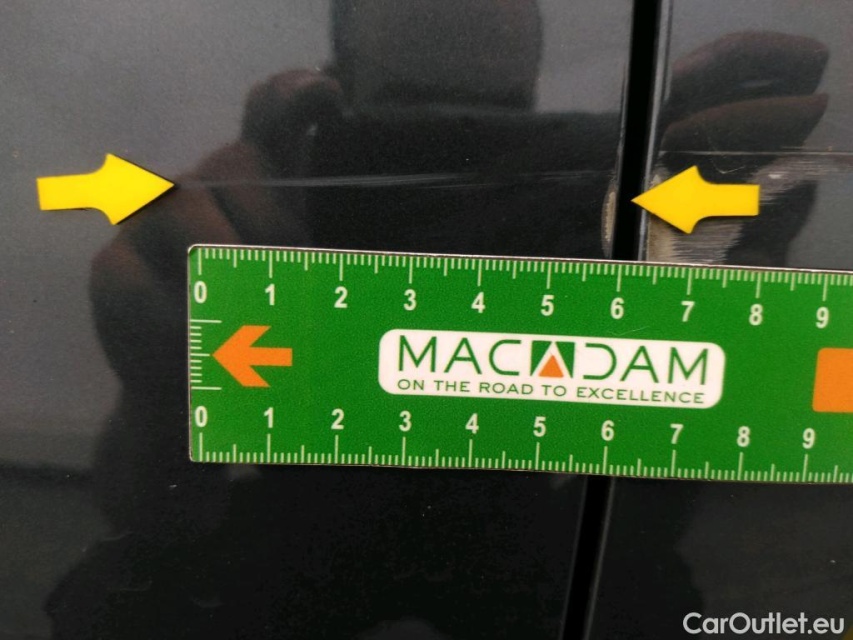 0 1 2 3 4 5 6 7 8 9
MACADAM
ON THE ROAD TO EXCELLENCE
0 1 2 3 4 5 6 7 8 9
CarOutlet.eu